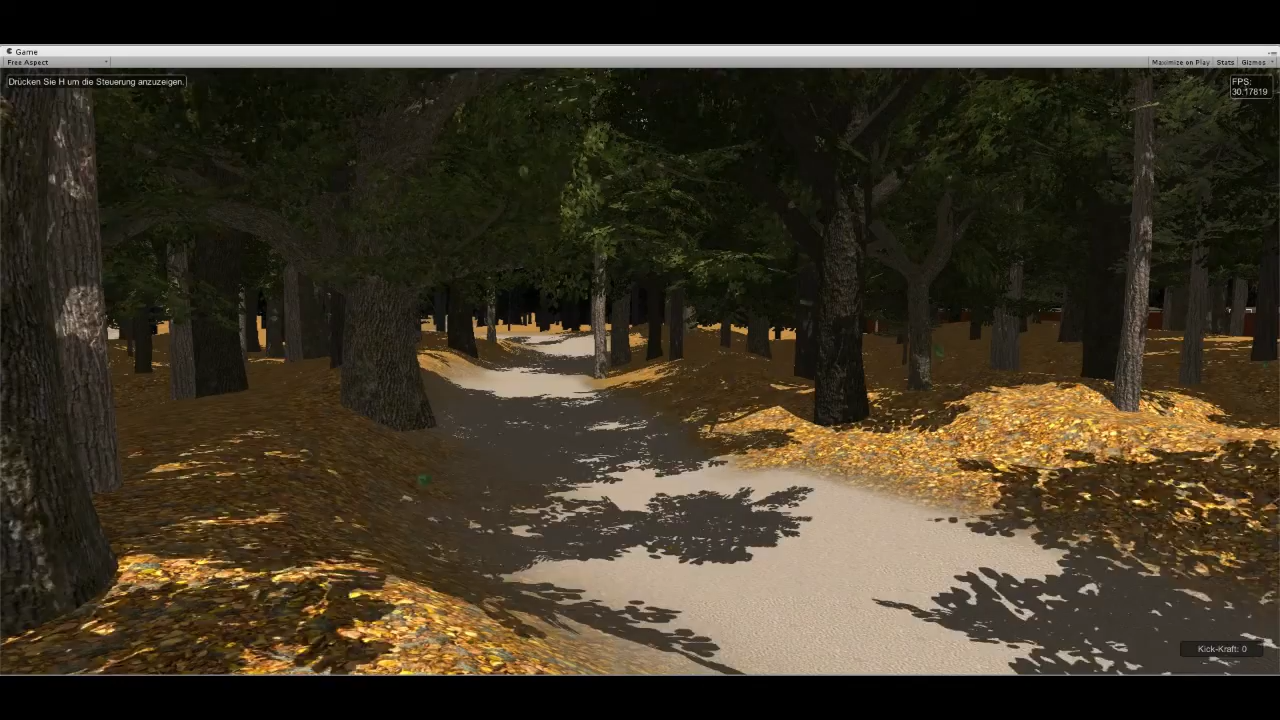 Game
Free Aspect
Maximize on Play Stats Gizmos
Drücken Sie H um die Steuerung anzuzeigen.
FPS:
30.17819
Kick-Kraft: 0